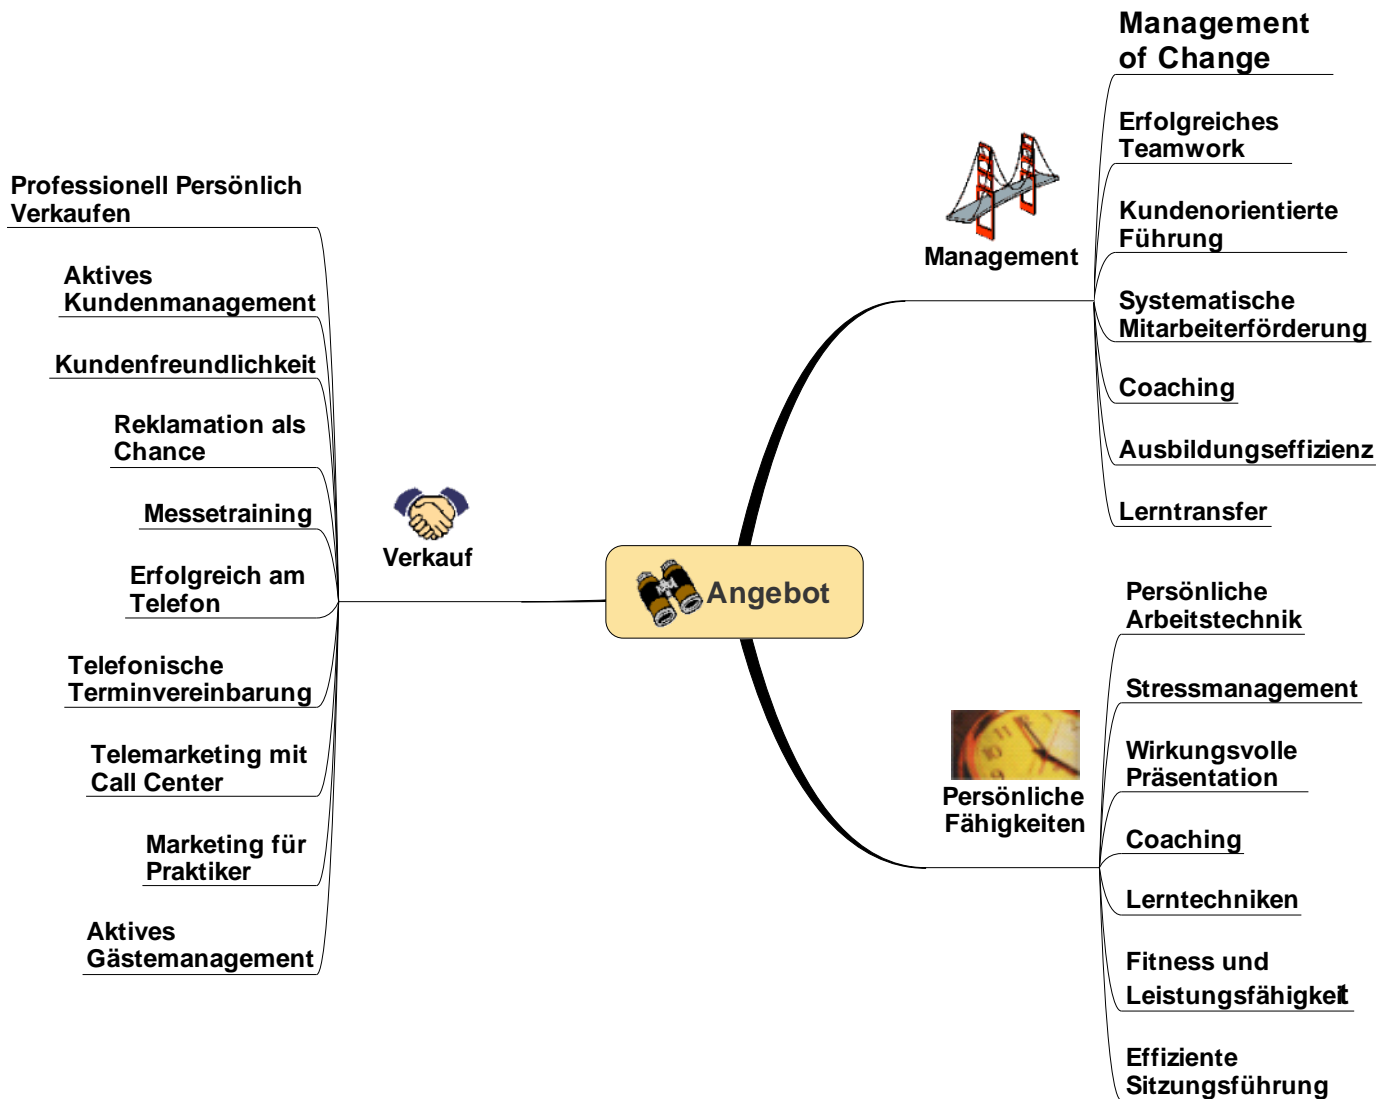 Angebot
Management
Management
of Change
Erfolgreiches
Teamwork
Kundenorientierte
Führung
Systematische
Mitarbeiterförderung
Coaching
Ausbildungseffizienz
Lerntransfer
Persönliche
Fähigkeiten
Persönliche
Arbeitstechnik
Stressmanagement
Wirkungsvolle
Präsentation
Coaching
Lerntechniken
Fitness und
Leistungsfähigkeit
Effiziente
Sitzungsführung
Verkauf
Professionell Persönlich
Verkaufen
Aktives
Kundenmanagement
Kundenfreundlichkeit
Reklamation als
Chance
Messetraining
Erfolgreich am
Telefon
Telefonische
Terminvereinbarung
Telemarketing mit
Call Center
Marketing für
Praktiker
Aktives
Gästemanagement